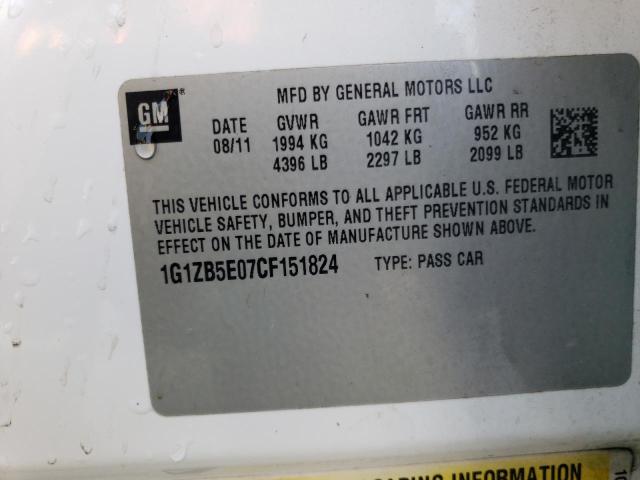 GM
MFD BY GENERAL MOTORS LLC
DATE GVWR GAWR FRT GAWR RR
08/11 1994 KG 1042 KG 952 KG
4396 LB 2297 LB 2099 LB
THIS VEHICLE CONFORMS TO ALL APPLICABLE U.S. FEDERAL MOTOR
VEHICLE SAFETY, BUMPER, AND THEFT PREVENTION STANDARDS IN
EFFECT ON THE DATE OF MANUFACTURE SHOWN ABOVE.
1G1ZB5E07CF151824 TYPE: PASS CAR
INFORMATION